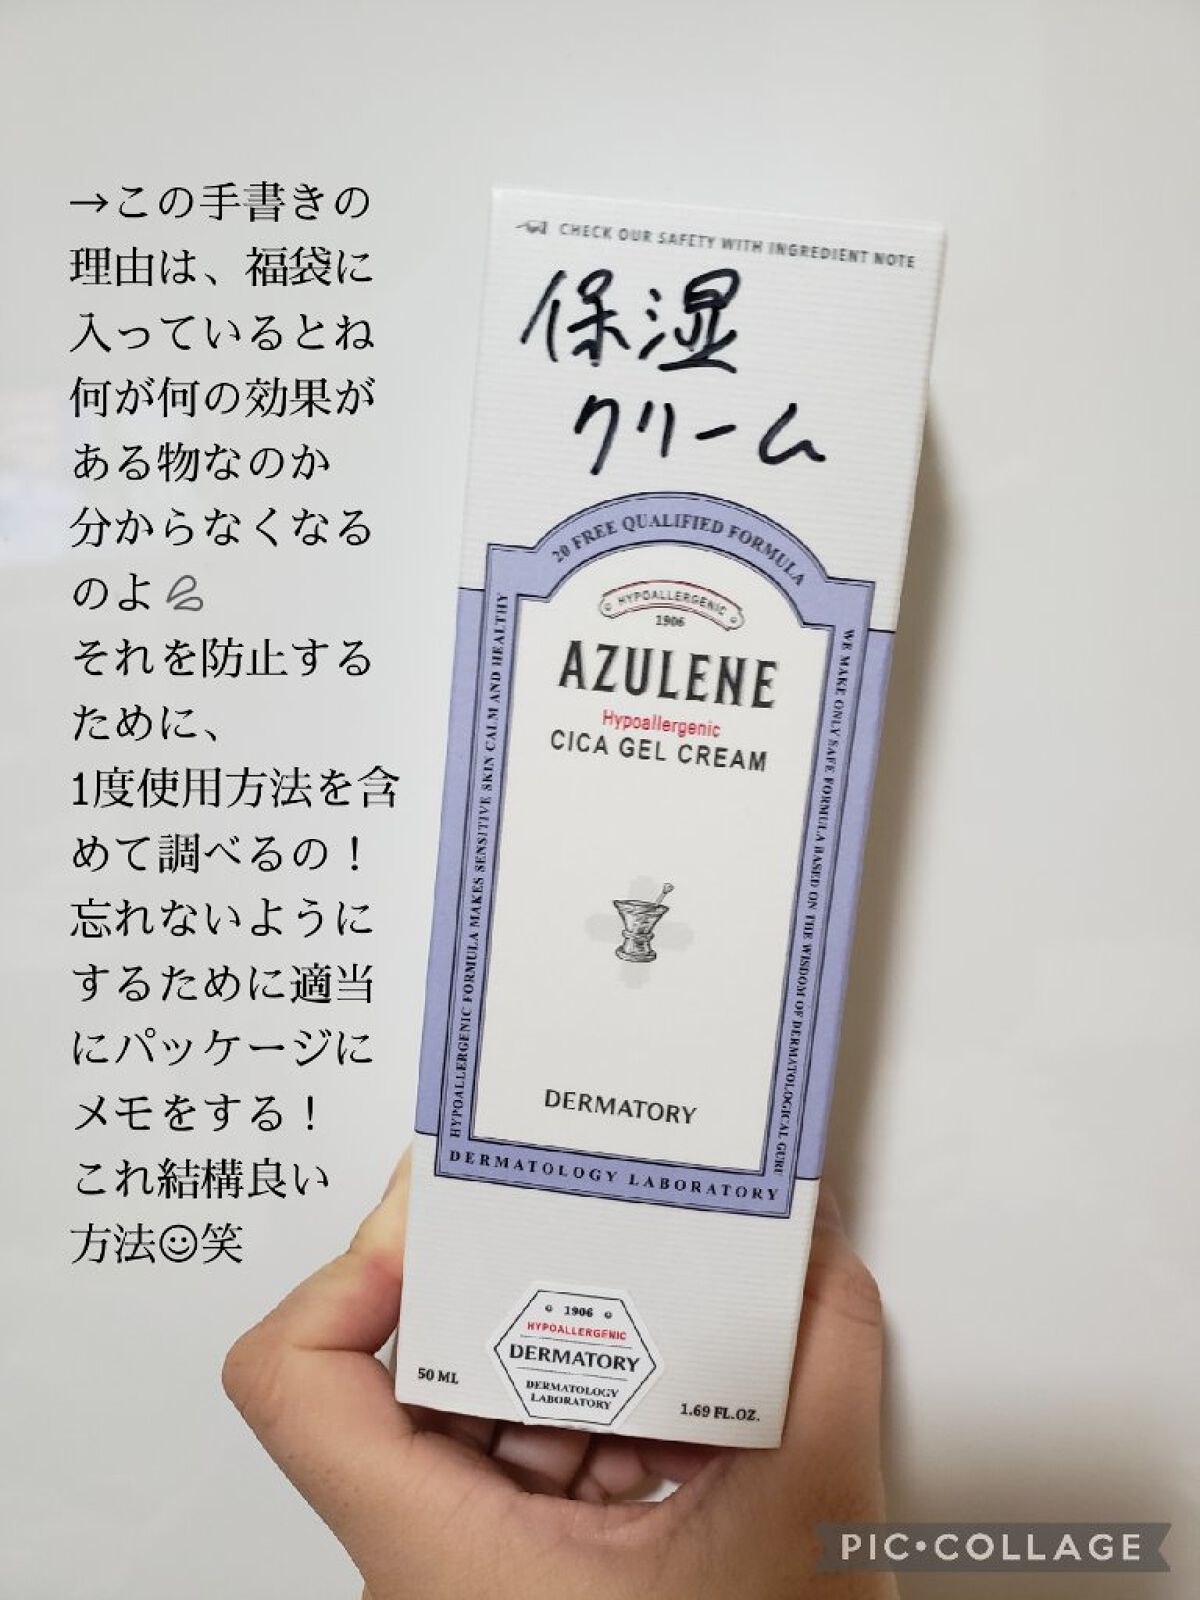 →この手書きの
理由は、福袋に
入っているとね
何が何の効果が
ある物なのか
分からなくなる
のよ💦
それを防止する
ために、
1度使用方法を含
めて調べるの！
忘れないように
するために適当
にパッケージに
メモをする！
これ結構良い
方法☺笑
CHECK OUR SAFETY WITH INGREDIENT NOTE
保湿
クリーム
20 FREE QUALIFIED FORMULA
HYPOALLERGENIC
1906
AZULENE
Hypoallergenic
CICA GEL CREAM
HYPOALLERGENIC FORMULA MAKES SENSITIVE SKIN CALM AND HEALTHY
WE MAKE ONLY SAFE FORMULA BASED ON THE WISDOM OF DERMATOLOGICAL GURU
DERMATORY
DERMATOLOGY LABORATORY
1906
HYPOALLERGENIC
DERMATORY
DERMATOLOGY
LABORATORY
50 ML
1.69 FL.OZ.
PIC•COLLAGE